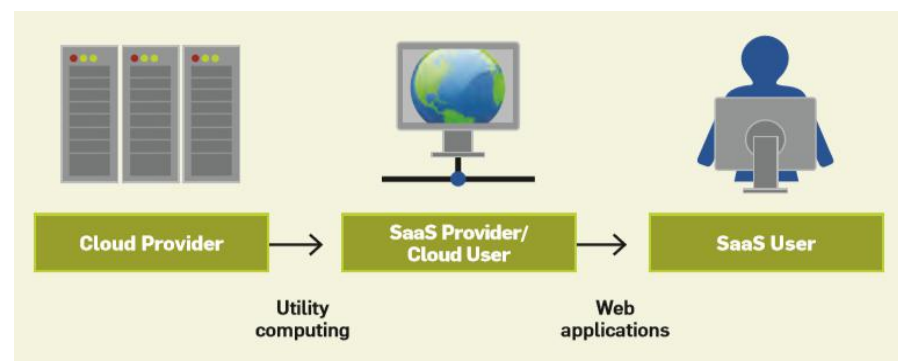 Cloud Provider
SaaS Provider/
Cloud User
SaaS User
Utility
computing
Web
applications